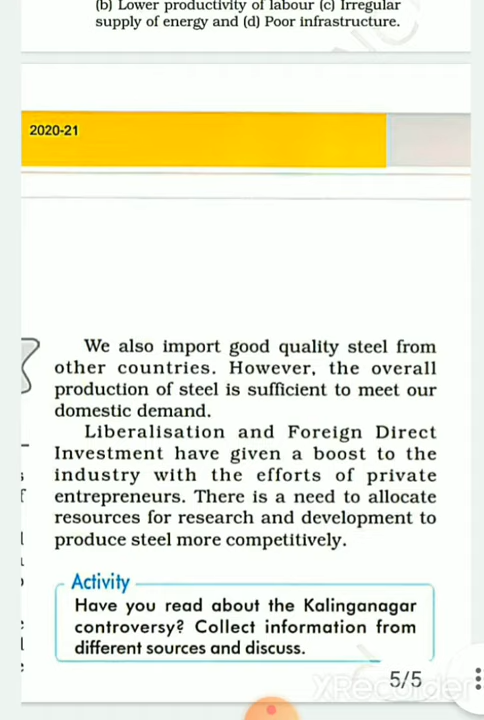 (b) Lower productivity of labour (c) Irregular
supply of energy and (d) Poor infrastructure.
2020-21
We also import good quality steel from
other countries. However, the overall
production of steel is sufficient to meet our
domestic demand.
Liberalisation and Foreign Direct
Investment have given a boost to the
industry with the efforts of private
entrepreneurs. There is a need to allocate
resources for research and development to
produce steel more competitively.
Activity
Have you read about the Kalinganagar
controversy? Collect information from
different sources and discuss.
5/5
XRecorder